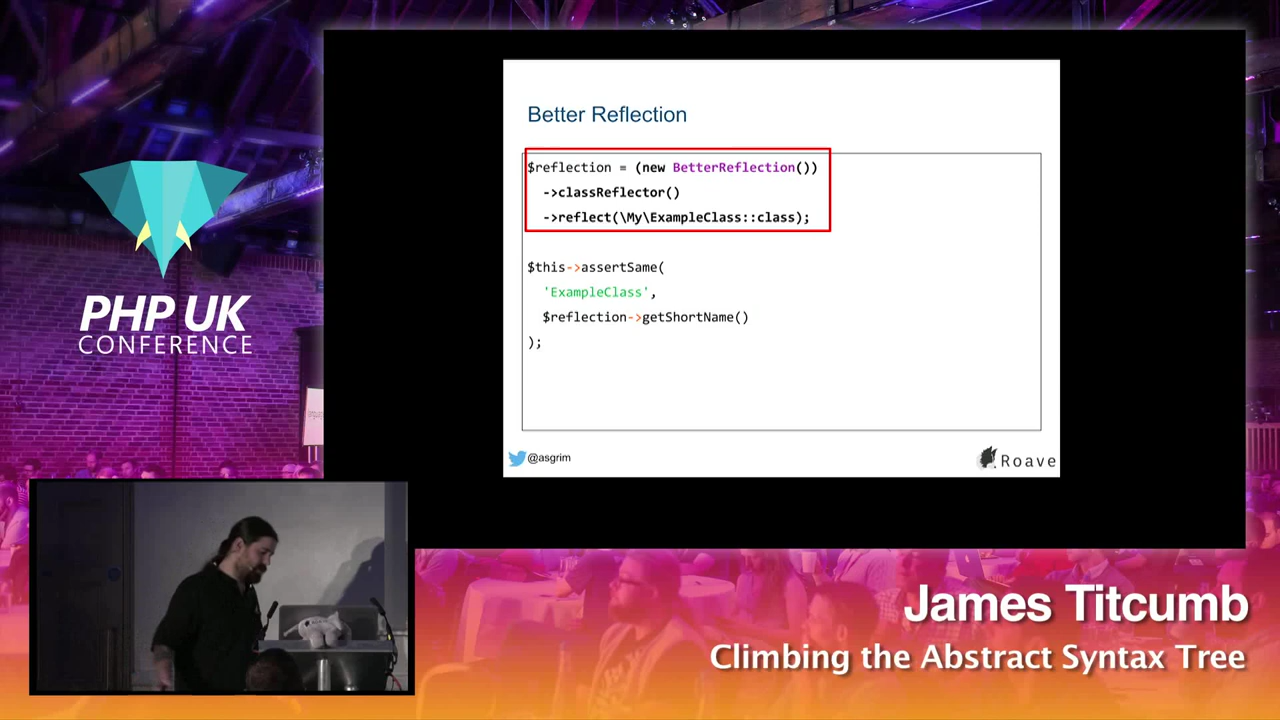 PHP UK
CONFERENCE
Better Reflection
$reflection = (new BetterReflection())
->classReflector()
->reflect(\My\ExampleClass::class);
$this->assertSame(
'ExampleClass',
$reflection->getShortName()
);
@asgrim
Roave
James Titcumb
Climbing the Abstract Syntax Tree